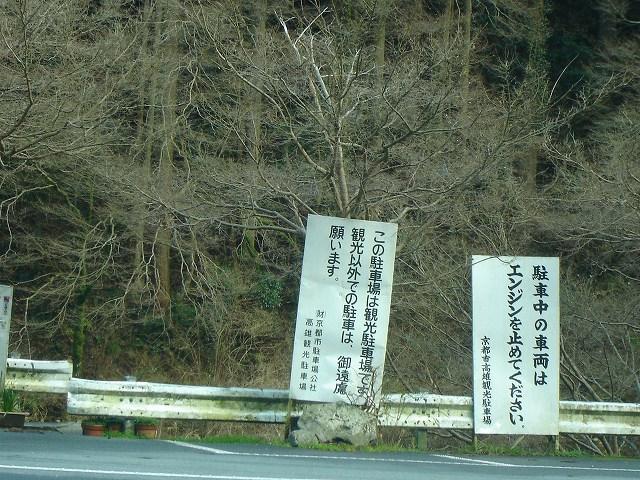 この駐車場は観光駐車場です
観光以外での駐車は、御遠慮
願います。
財京都市駐車場公社
高雄観光駐車場
駐車中の車両は
エンジンを止めてください。
京都市高雄観光駐車場